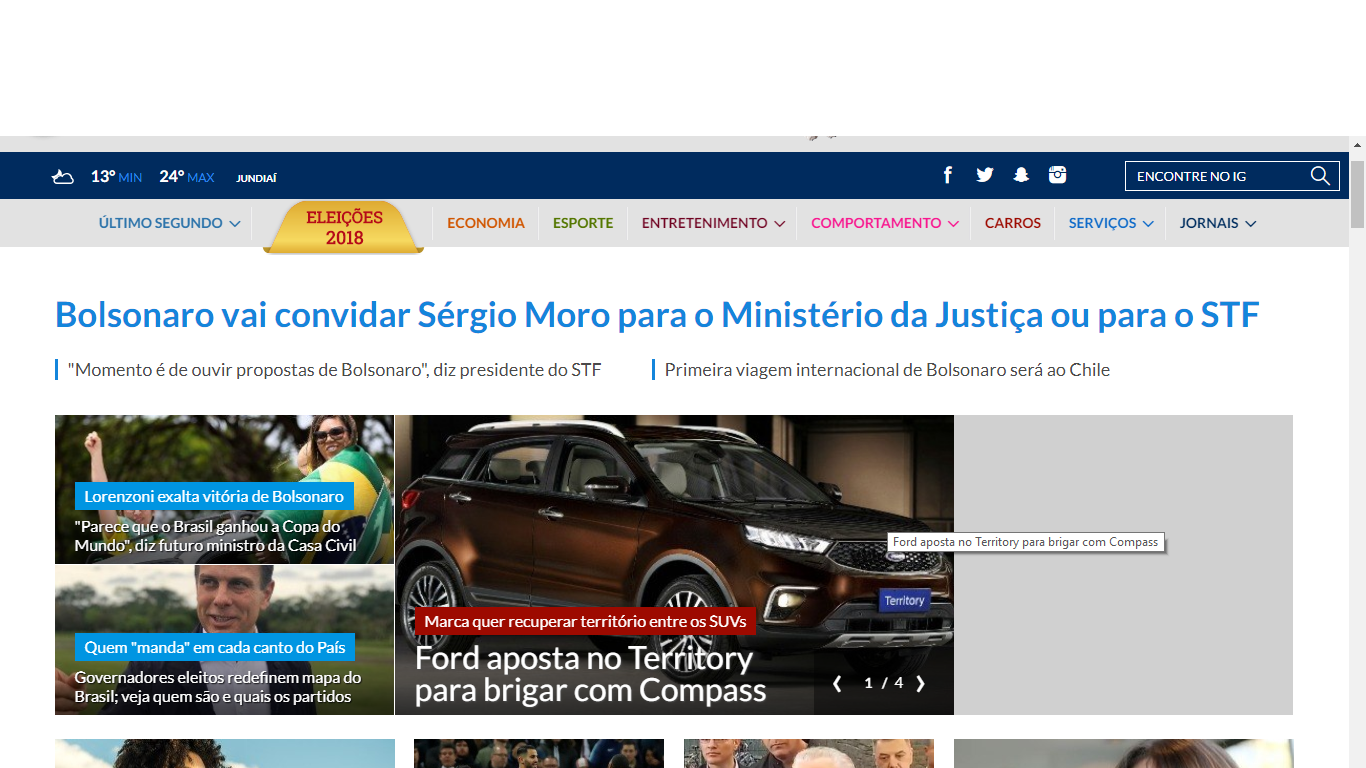 13º MIN 24º MAX JUNDIAÍ
ENCONTRE NO IG
ÚLTIMO SEGUNDO
ELEIÇÕES
2018
ECONOMIA
ESPORTE
ENTRETENIMENTO
COMPORTAMENTO
CARROS
SERVIÇOS
JORNAIS
Bolsonaro vai convidar Sérgio Moro para o Ministério da Justiça ou para o STF
"Momento é de ouvir propostas de Bolsonaro", diz presidente do STF
Primeira viagem internacional de Bolsonaro será ao Chile
Lorenzoni exalta vitória de Bolsonaro
"Parece que o Brasil ganhou a Copa do
Mundo", diz futuro ministro da Casa Civil
Quem "manda" em cada canto do País
Governadores eleitos redefinem mapa do
Brasil; veja quem são e quais os partidos
Ford aposta no Territory para brigar com Compass
Territory
Marca quer recuperar território entre os SUVs
Ford aposta no Territory
para brigar com Compass
1 / 4